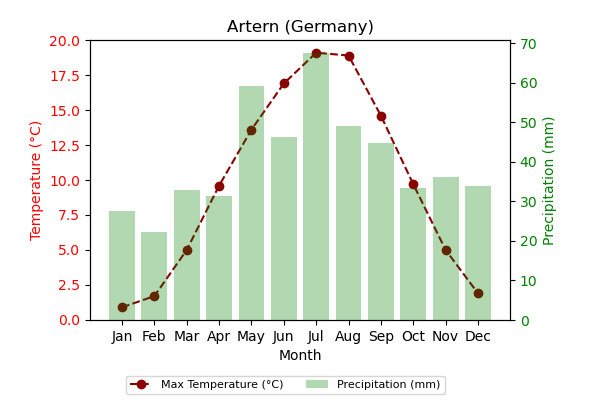 Artern (Germany)
20.0
17.5
15.0
12.5
10.0
7.5
5.0
2.5
0.0
Temperature (°C)
70
60
50
40
30
20
10
0
Precipitation (mm)
Jan Feb Mar Apr May Jun Jul Aug Sep Oct Nov Dec
Month
Max Temperature (°C) Precipitation (mm)